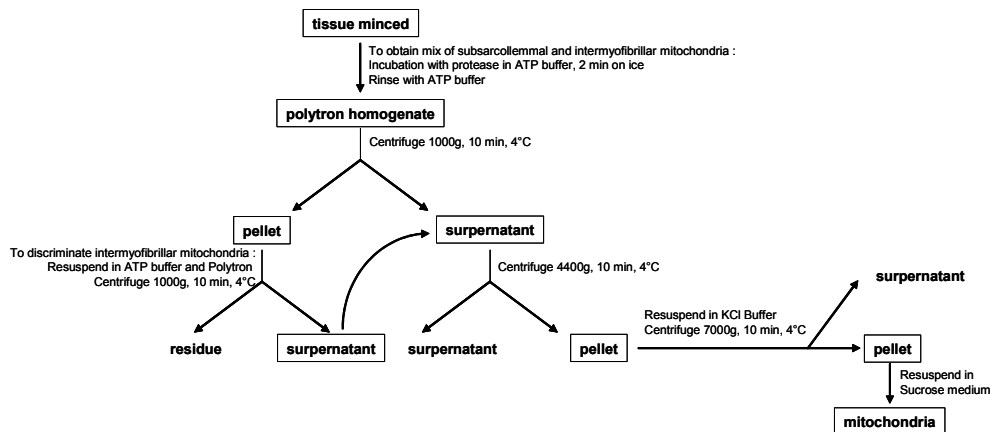 tissue minced
To obtain mix of subsarcollemmal and intermyofibrillar mitochondria :
Incubation with protease in ATP buffer, 2 min on ice
Rinse with ATP buffer
polytron homogenate
Centrifuge 1000g, 10 min, 4°C
pellet
surpernatant
To discriminate intermyofibrillar mitochondria :
Resuspend in ATP buffer and Polytron
Centrifuge 1000g, 10 min, 4°C
Centrifuge 4400g, 10 min, 4°C
surpernatant
Resuspend in KCl Buffer
Centrifuge 7000g, 10 min, 4°C
residue
surpernatant
surpernatant
pellet
pellet
Resuspend in
Sucrose medium
mitochondria